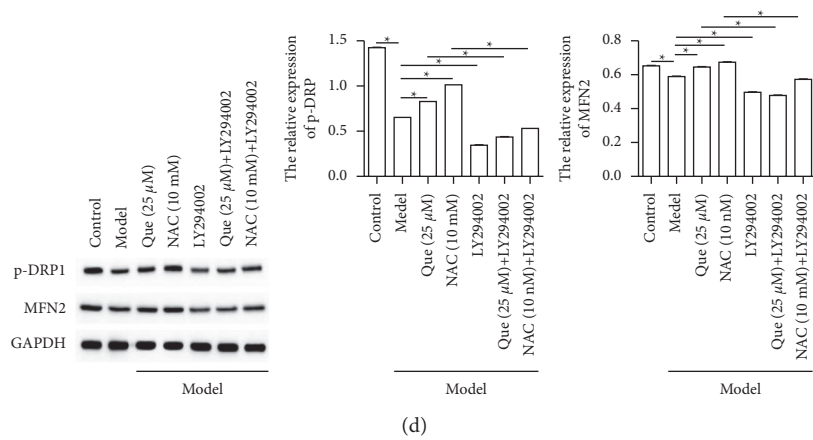 Control
Model
Que (25 μM)
NAC (10 mM)
LY294002
Que (25 μM)+LY294002
NAC (10 mM)+LY294002
p-DRP1
MFN2
GAPDH
Model
The relative expression
of p-DRP
1.5
1.0
0.5
0.0
* * * * * *
Control
Medel
Que (25 μM)
NAC (10 mM)
LY294002
Que (25 μM)+LY294002
NAC (10 mM)+LY294002
Model
The relative expression
of MFN2
0.8
0.6
0.4
0.2
0.0
* * * * * *
Control
Medel
Que (25 μM)
NAC (10 nM)
LY294002
Que (25 μM)+LY294002
NAC (10 mM)+LY294002
Model
(d)